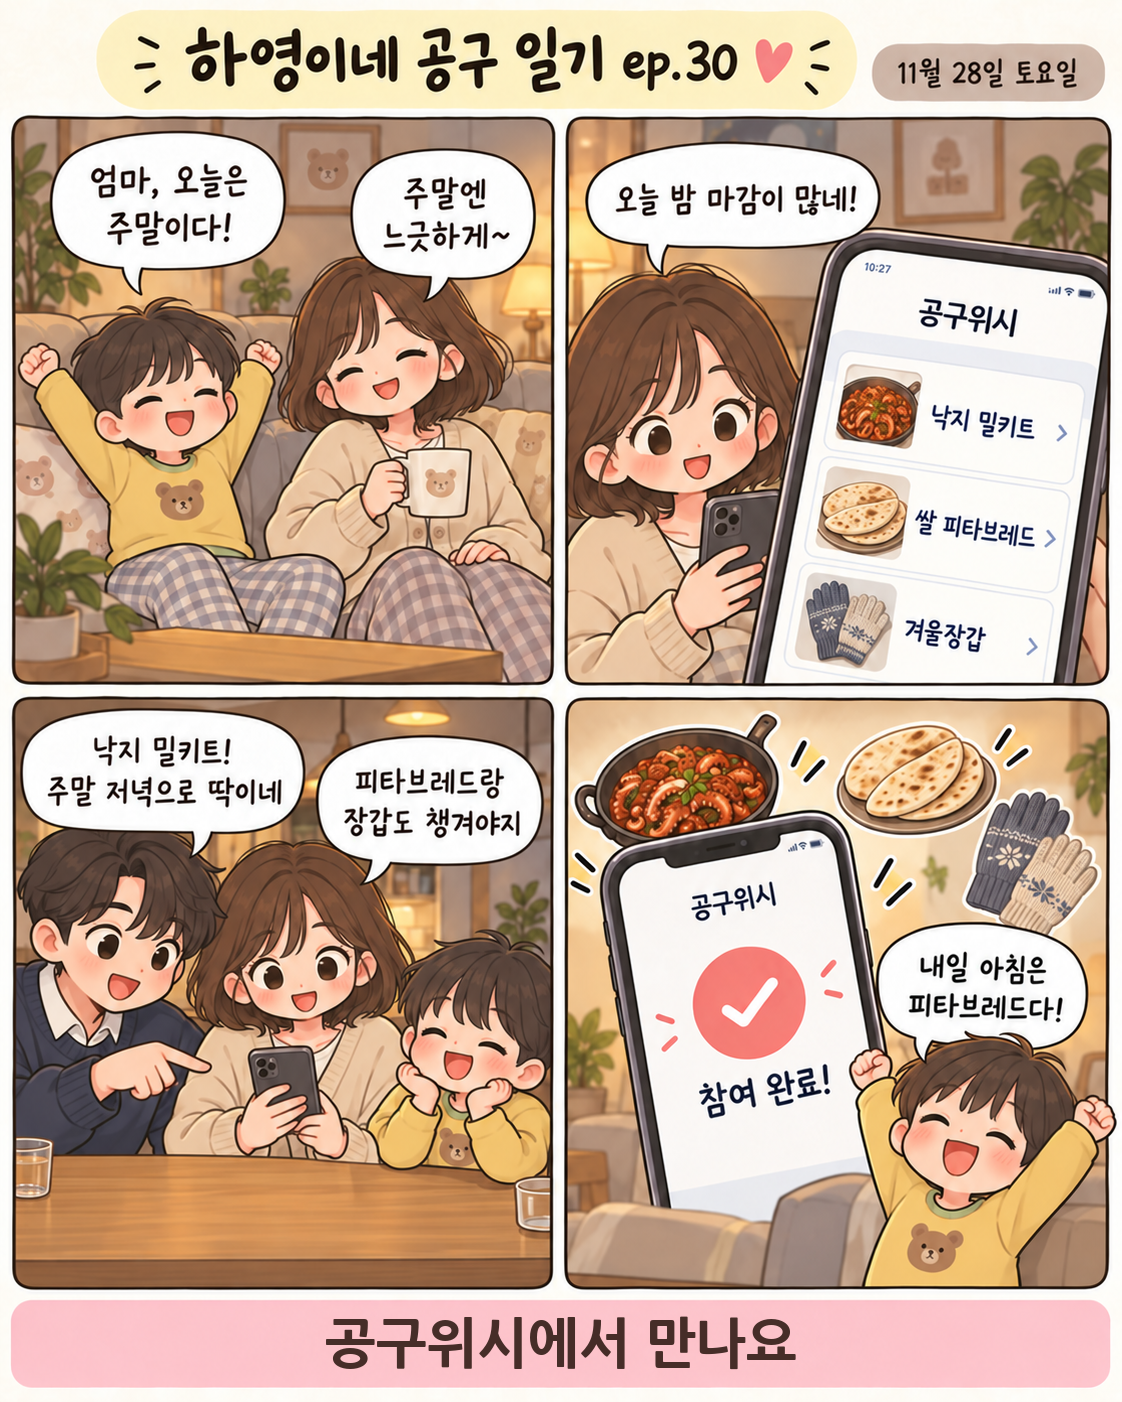 하영이네 공구 일기 ep.30
11월 28일 토요일
엄마, 오늘은
주말이다!
주말엔
느긋하게~
오늘 밤 마감이 많네!
10:27
공구위시
낙지 밀키트
쌀 피타브레드
겨울장갑
낙지 밀키트!
주말 저녁으로 딱이네
피타브레드랑
장갑도 챙겨야지
공구위시
참여 완료!
내일 아침은
피타브레드다!
공구위시에서 만나요